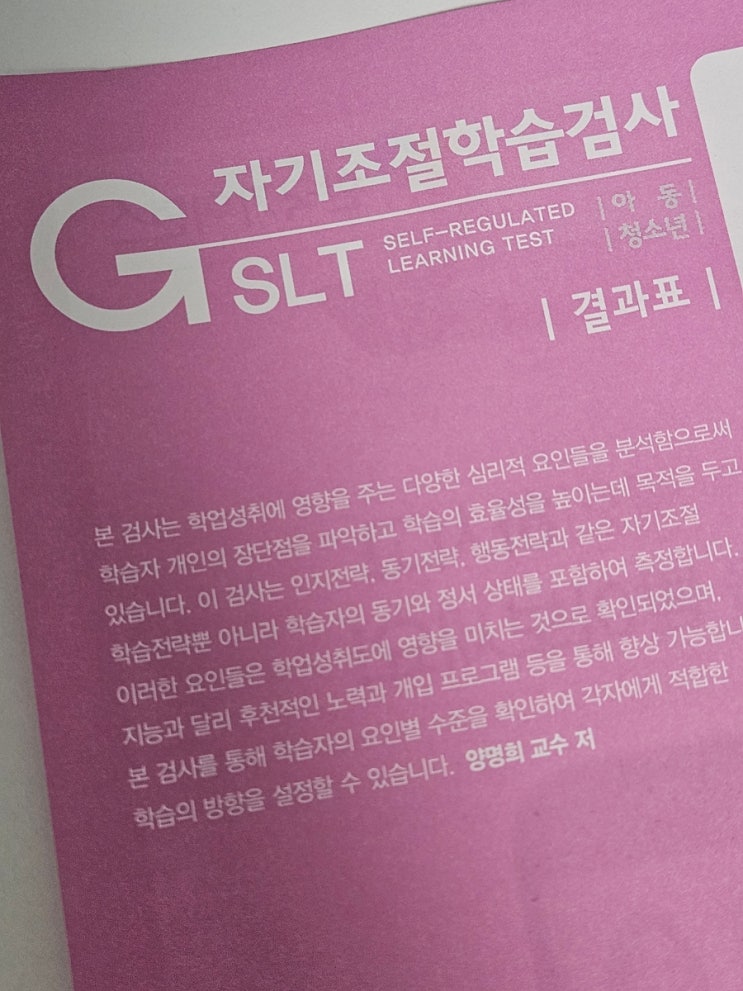 G 자기조절학습검사
SLT SELF-REGULATED
LEARNING TEST
| 아 동 |
| 청소년 |
| 결과표 |
본 검사는 학업성취에 영향을 주는 다양한 심리적 요인들을 분석함으로써
학습자 개인의 장단점을 파악하고 학습의 효율성을 높이는데 목적을 두고
있습니다. 이 검사는 인지전략, 동기전략, 행동전략과 같은 자기조절
학습전략뿐 아니라 학습자의 동기와 정서 상태를 포함하여 측정합니다.
이러한 요인들은 학업성취도에 영향을 미치는 것으로 확인되었으며,
지능과 달리 후천적인 노력과 개입 프로그램 등을 통해 향상 가능합니
본 검사를 통해 학습자의 요인별 수준을 확인하여 각자에게 적합한
학습의 방향을 설정할 수 있습니다. 양명희 교수 저